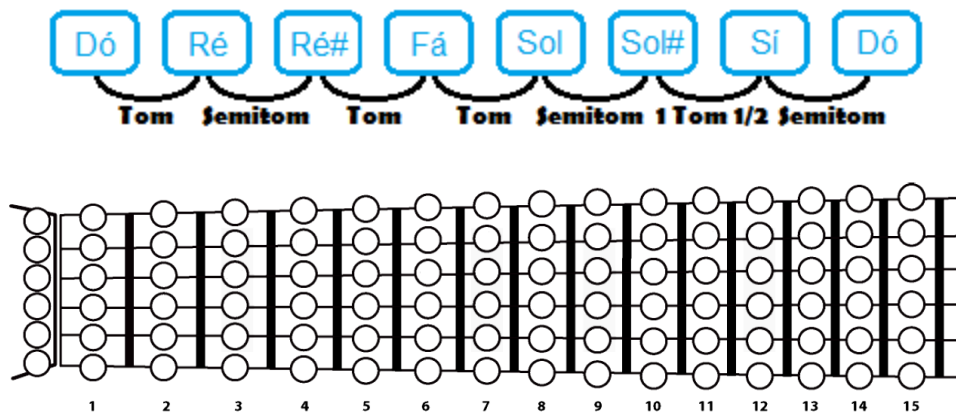 Dó Ré Ré# Fá Sol Sol# Sí Dó
Tom Semitom Tom Tom Semitom 1 Tom 1/2 Semitom
1 2 3 4 5 6 7 8 9 10 11 12 13 14 15